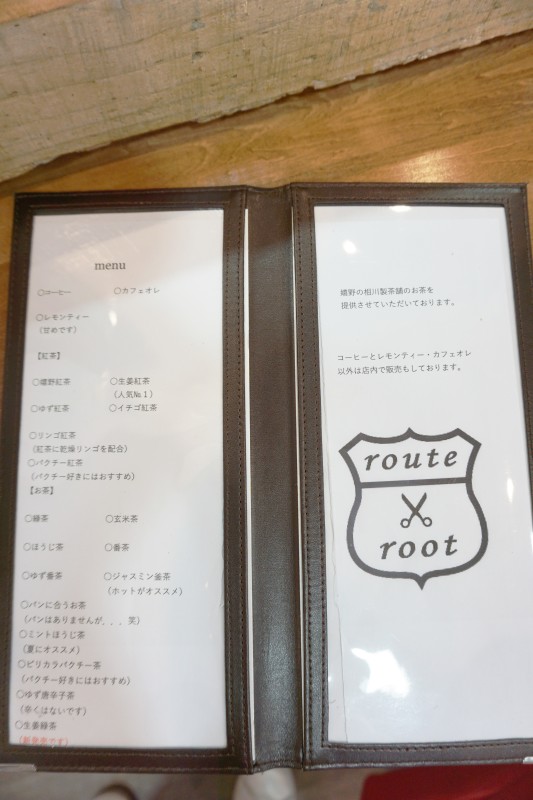 menu
○コーヒー ○カフェオレ
○レモンティー
(甘めです)
【紅茶】
○嬉野紅茶 ○生姜紅茶
(人気№1)
○ゆず紅茶 ○イチゴ紅茶
○リンゴ紅茶
(紅茶に乾燥リンゴを配合)
○パクチー紅茶
(パクチー好きにはおすすめ)
【お茶】
○緑茶 ○玄米茶
○ほうじ茶 ○番茶
○ゆず番茶 ○ジャスミン釜茶
(ホットがオススメ)
○パンに合うお茶
(パンはありませんが．．．笑)
○ミントほうじ茶
(夏にオススメ)
○ピリカラパクチー茶
(パクチー好きにはおすすめ)
○ゆず唐辛子茶
(辛くはないです)
○生姜緑茶
(新発売です)
嬉野の相川製茶舗のお茶を
提供させていただいております。
コーヒーとレモンティー・カフェオレ
以外は店内で販売もしております。
route
root